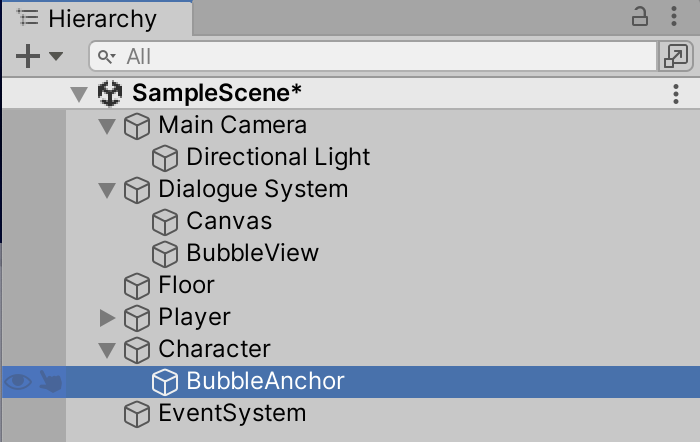 Hierarchy
All
SampleScene*
Main Camera
Directional Light
Dialogue System
Canvas
BubbleView
Floor
Player
Character
BubbleAnchor
EventSystem